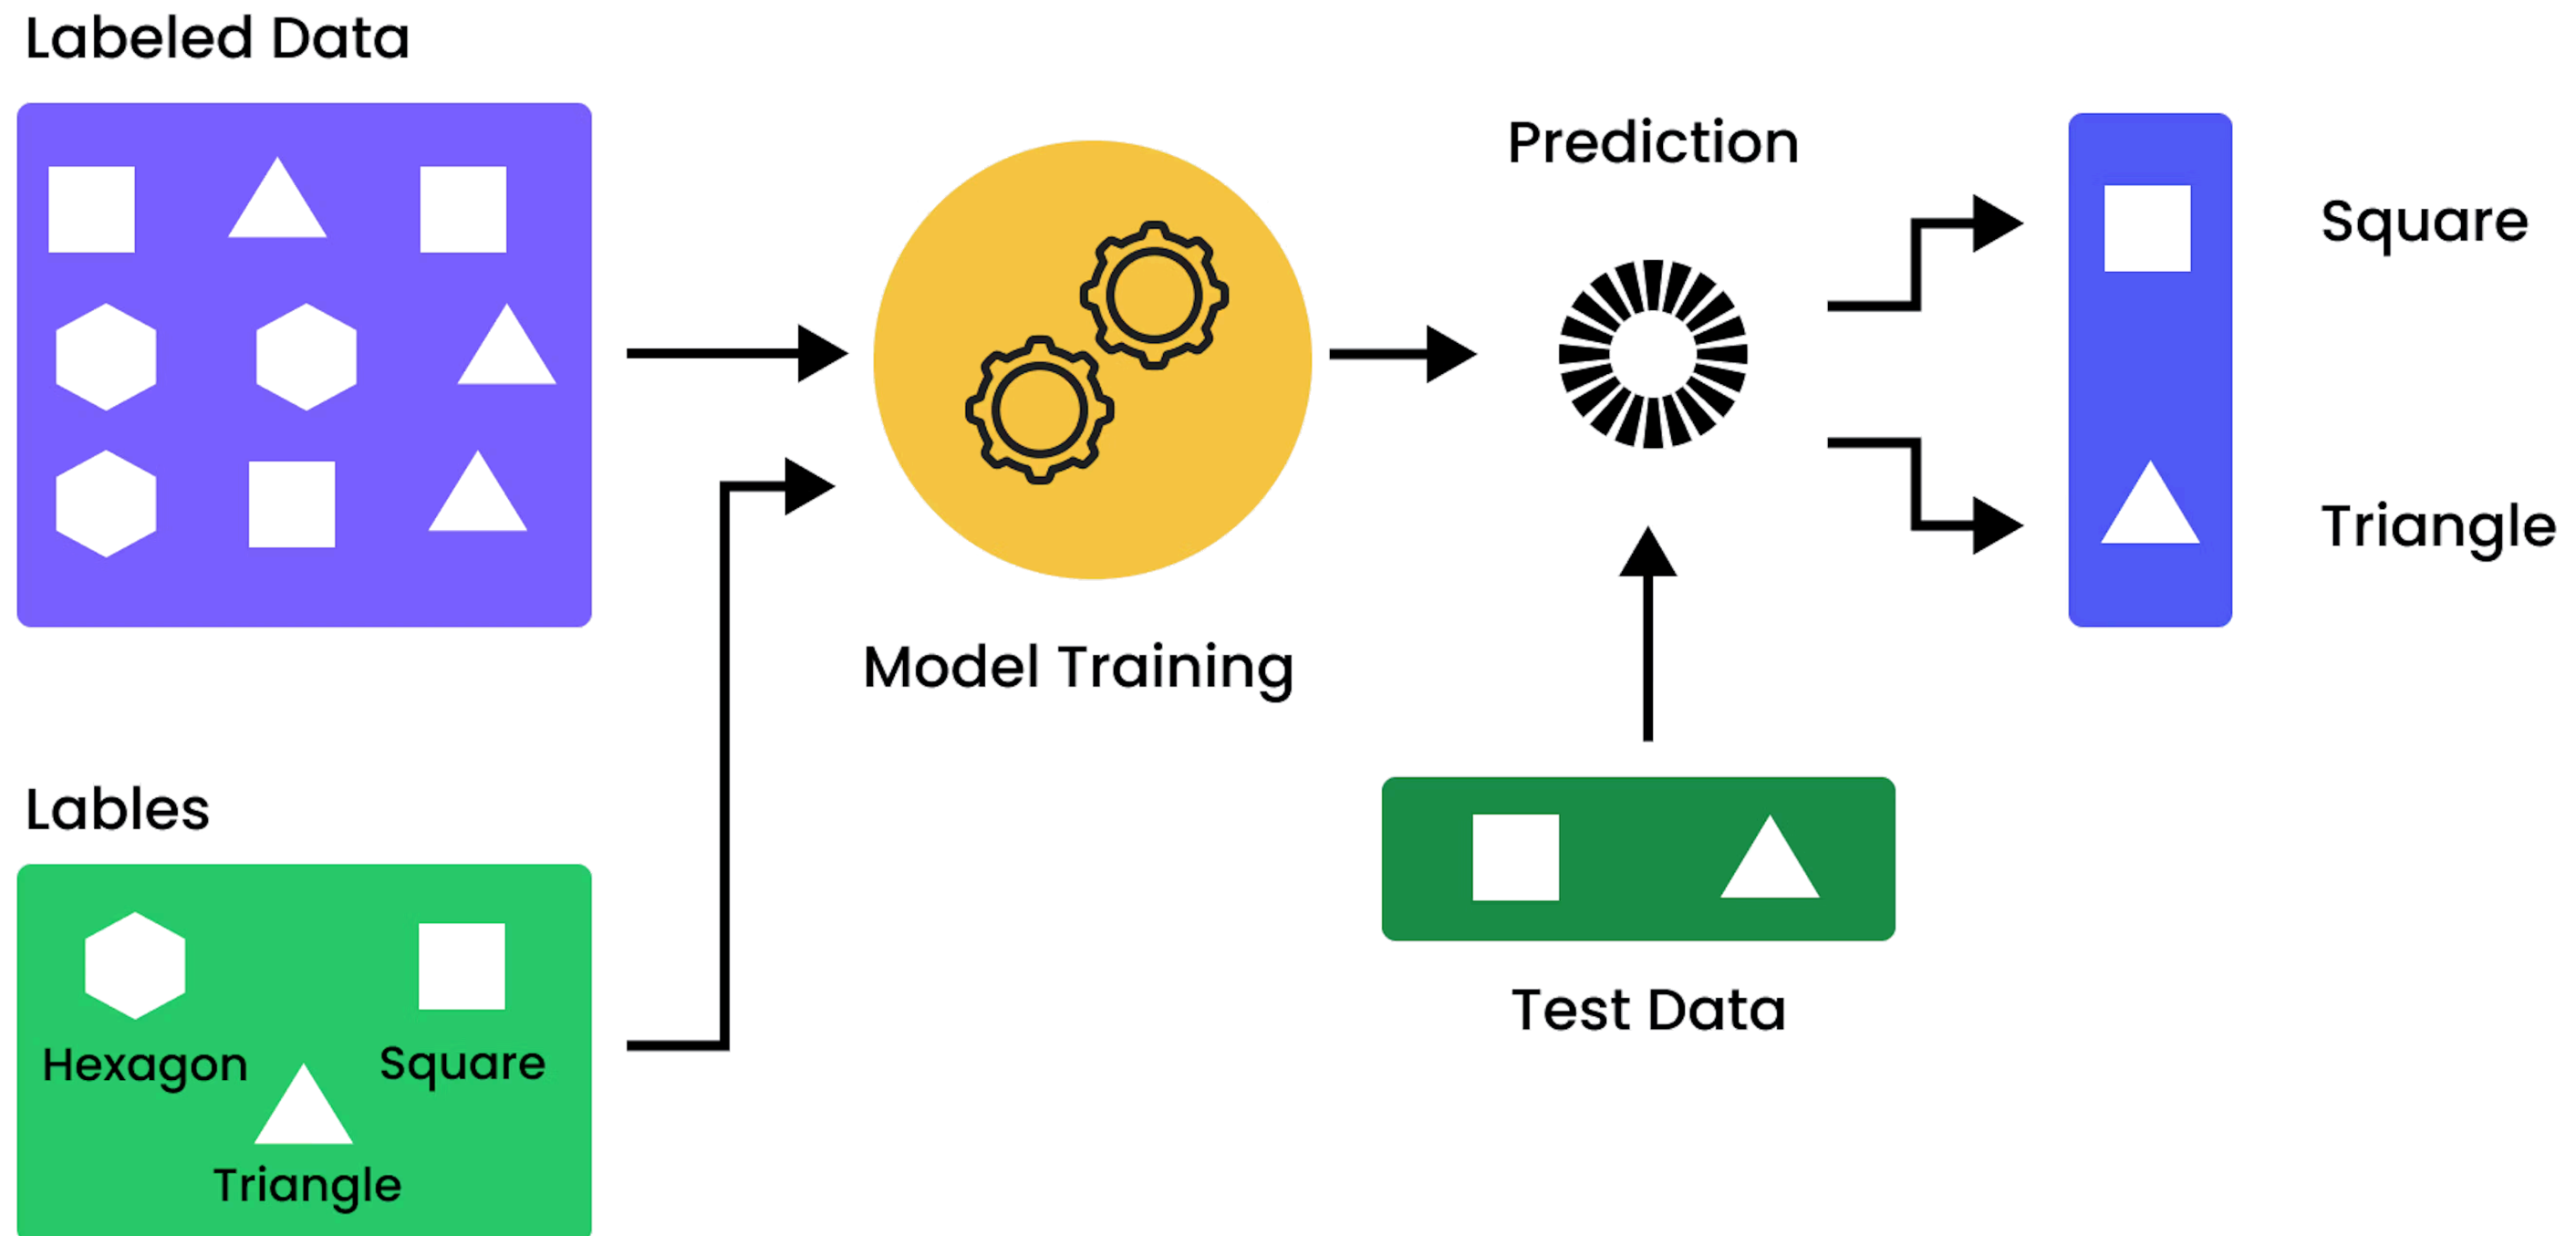 Labeled Data
Prediction
Square
Triangle
Model Training
Lables
Hexagon
Square
Triangle
Test Data